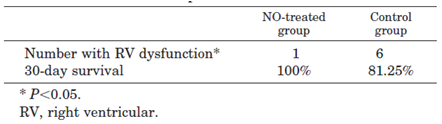 NO-treated Control
group group
Number with RV dysfunction* 1 6
30-day survival 100% 81.25%
* P<0.05.
RV, right ventricular.